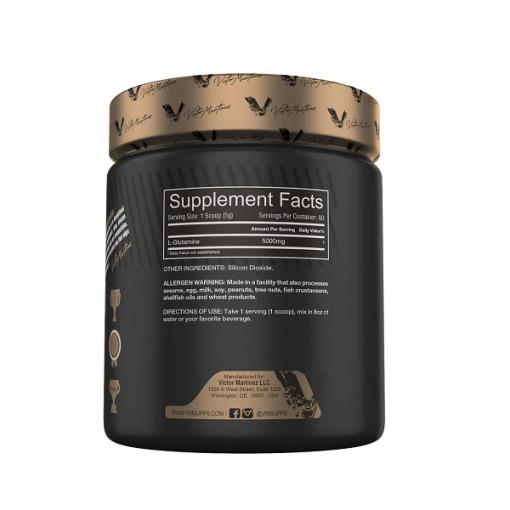 Victor Martinez
Supplement Facts
Serving Size: 1 Scoop (5g) Servings Per Container: 60
Amount Per Serving Daily Value%
L-Glutamine 5000mg †
OTHER INGREDIENTS: Silicon Dioxide.
ALLERGEN WARNING: Made in a facility that also processes
sesame, egg, milk, soy, peanuts, tree nuts, fish crustaceans,
shellfish oils and wheat products.
DIRECTIONS OF USE: Take 1 serving (1 scoop), mix in 8oz of
water or your favorite beverage.
Manufactured for:
Victor Martinez LLC
Wilmington, DE, 19801, USA
WWW.VMSUPPS.COM | @VMSUPPS